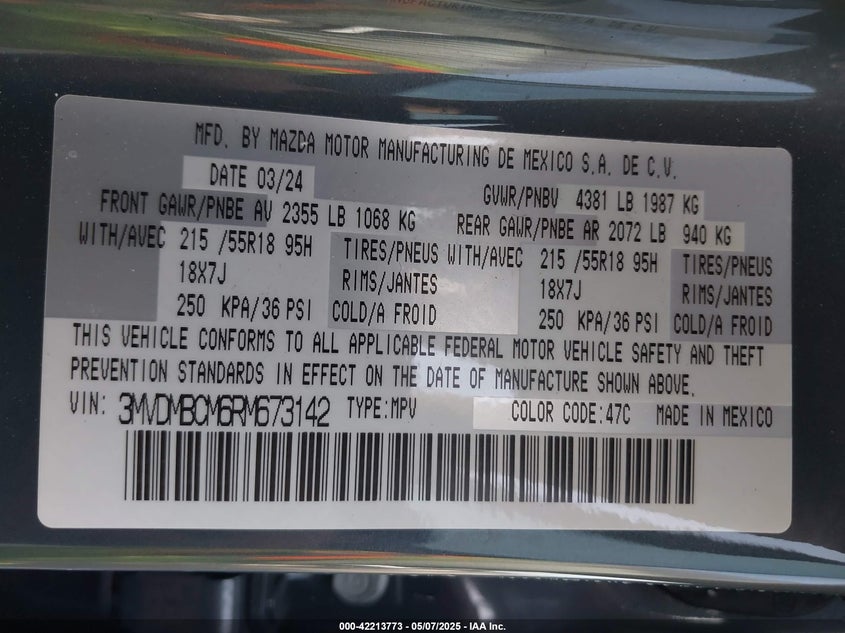 MFD. BY MAZDA MOTOR MANUFACTURING DE MEXICO S.A. DE C.V.
DATE 03/24 GVWR/PNBV 4381 LB 1987 KG
FRONT GAWR/PNBE AV 2355 LB 1068 KG REAR GAWR/PNBE AR 2072 LB 940 KG
WITH/AVEC 215 /55R18 95H TIRES/PNEUS WITH/AVEC 215 /55R18 95H TIRES/PNEUS
18X7J RIMS/JANTES 18X7J RIMS/JANTES
250 KPA/36 PSI COLD/A FROID 250 KPA/36 PSI COLD/A FROID
THIS VEHICLE CONFORMS TO ALL APPLICABLE FEDERAL MOTOR VEHICLE SAFETY AND THEFT
PREVENTION STANDARDS IN EFFECT ON THE DATE OF MANUFACTURE SHOWN ABOVE.
VIN: 3MVDMBCM6RM673142 TYPE:MPV COLOR CODE:47C MADE IN MEXICO
000-42213773 - 05/07/2025 - IAA Inc.